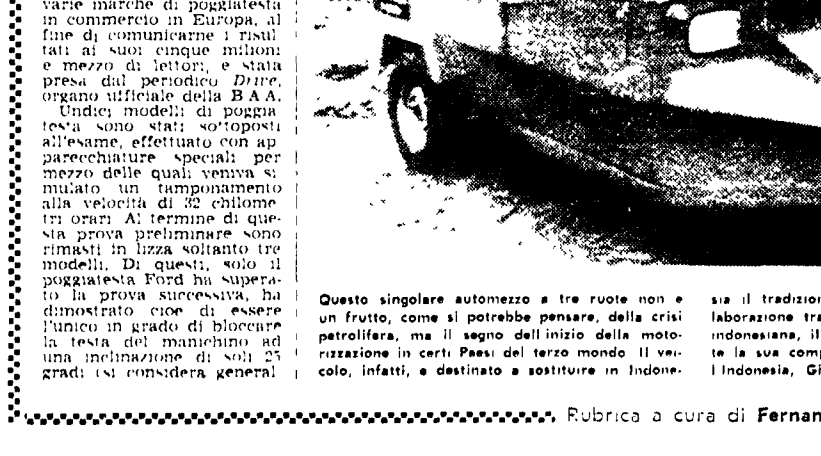 varie marche di poggiatesta
in commercio in Europa, al
fine di comunicarne i risul
tati ai suoi cinque milioni
e mezzo di lettori, e stata
presa dal periodico Drive,
organo ufficiale della B A A.
Undici modelli di poggia
testa sono stati sottoposti
all'esame, effettuato con ap
parecchiature speciali per
mezzo delle quali veniva si
mulato un tamponamento
alla velocità di 32 chilome
tri orari Al termine di que-
sta prova preliminare sono
rimasti in lizza soltanto tre
modelli. Di questi, solo il
poggiatesta Ford ha supera-
to la prova successiva, ha
dimostrato cioe di essere
l'unico in grado di bloccare
la testa del manichino ad
una inclinazione di soli 25
gradi (si considera general
Questo singolare automezzo a tre ruote non e
un frutto, come si potrebbe pensare, della crisi
petrolifera, ma il segno dell inizio della moto-
rizzazione in certi Paesi del terzo mondo Il vei-
colo, infatti, e destinato a sostituire in Indone-
sia il tradizion
laborazione tra
indonesiana, il
te la sua comp
l Indonesia, Gi
Rubrica a cura di Fernan